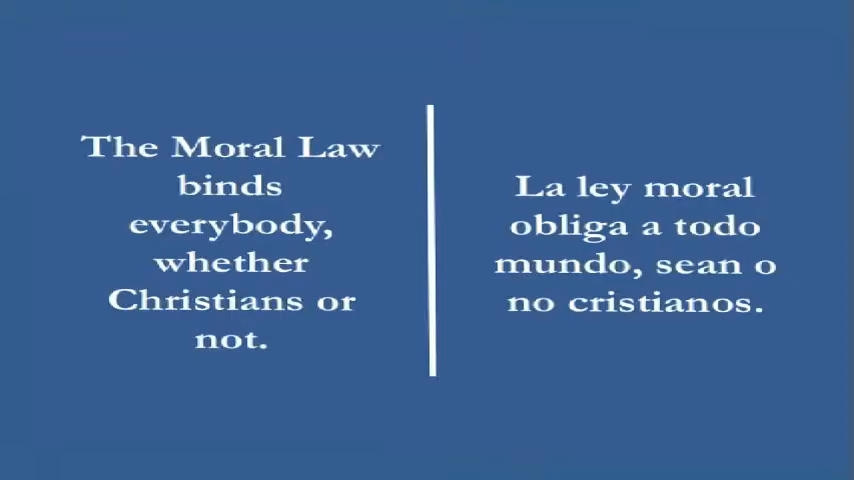 The Moral Law
binds
everybody,
whether
Christians or
not.
La ley moral
obliga a todo
mundo, sean o
no cristianos.